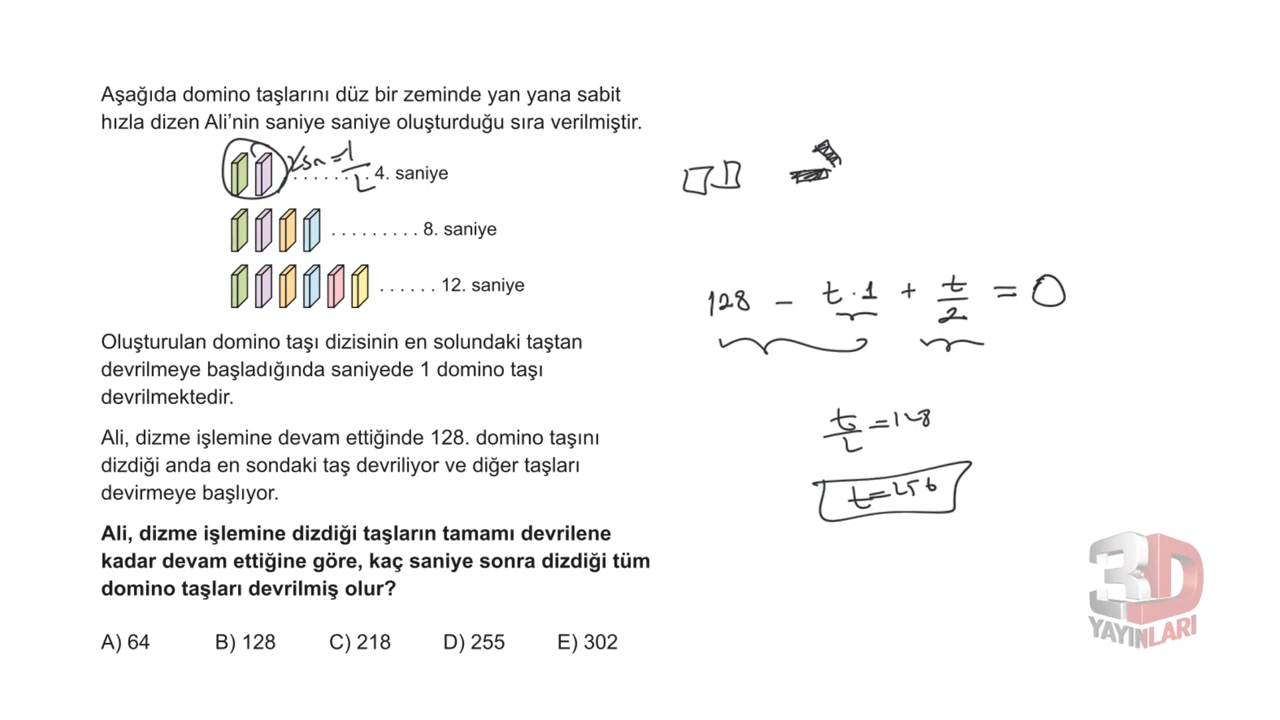 Aşağıda domino taşlarını düz bir zeminde yan yana sabit
hızla dizen Ali'nin saniye saniye oluşturduğu sıra verilmiştir.
. . . . . . . . 4. saniye
. . . . . . . . . 8. saniye
. . . . . . 12. saniye
Oluşturulan domino taşı dizisinin en solundaki taştan
devrilmeye başladığında saniyede 1 domino taşı
devrilmektedir.
Ali, dizme işlemine devam ettiğinde 128. domino taşını
dizdiği anda en sondaki taş devriliyor ve diğer taşları
devirmeye başlıyor.
Ali, dizme işlemine dizdiği taşların tamamı devrilene
kadar devam ettiğine göre, kaç saniye sonra dizdiği tüm
domino taşları devrilmiş olur?
A) 64 B) 128 C) 218 D) 255 E) 302
128 - t . 1 + t/2 = 0
t/2 = 128
t = 256
3D
YAYINLARI